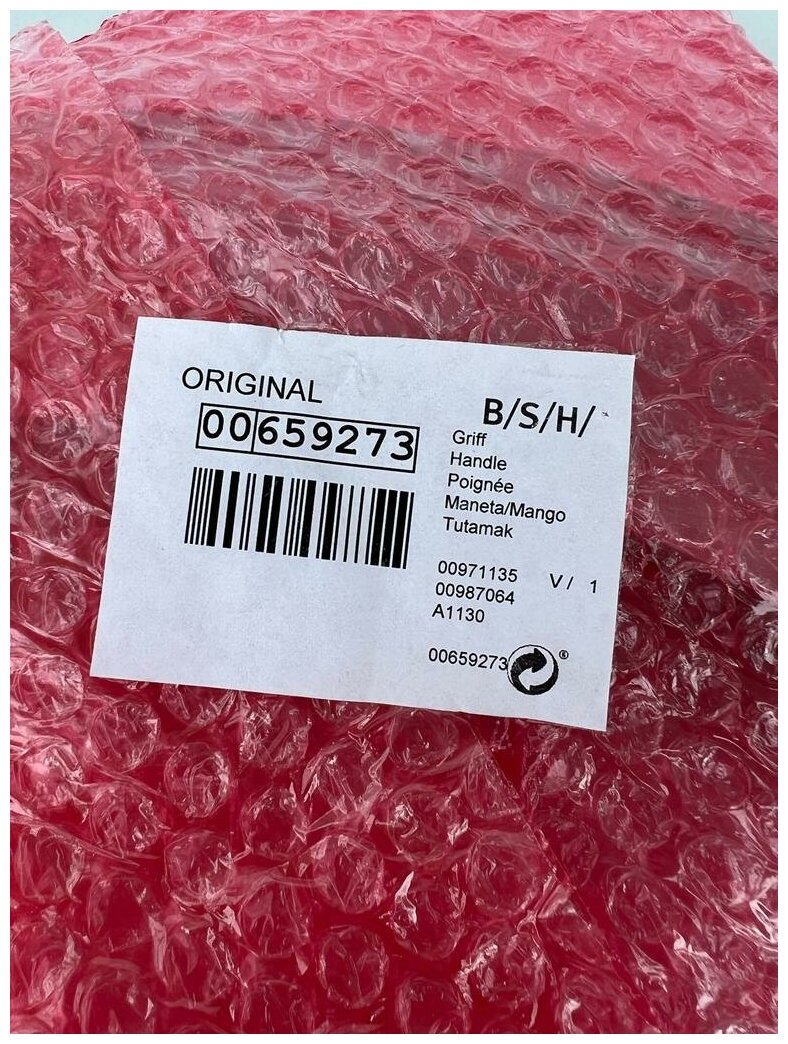 ORIGINAL
00659273
B/S/H/
Griff
Handle
Poignée
Maneta/Mango
Tutamak
00971135 V / 1
00987064
A1130
00659273 ®